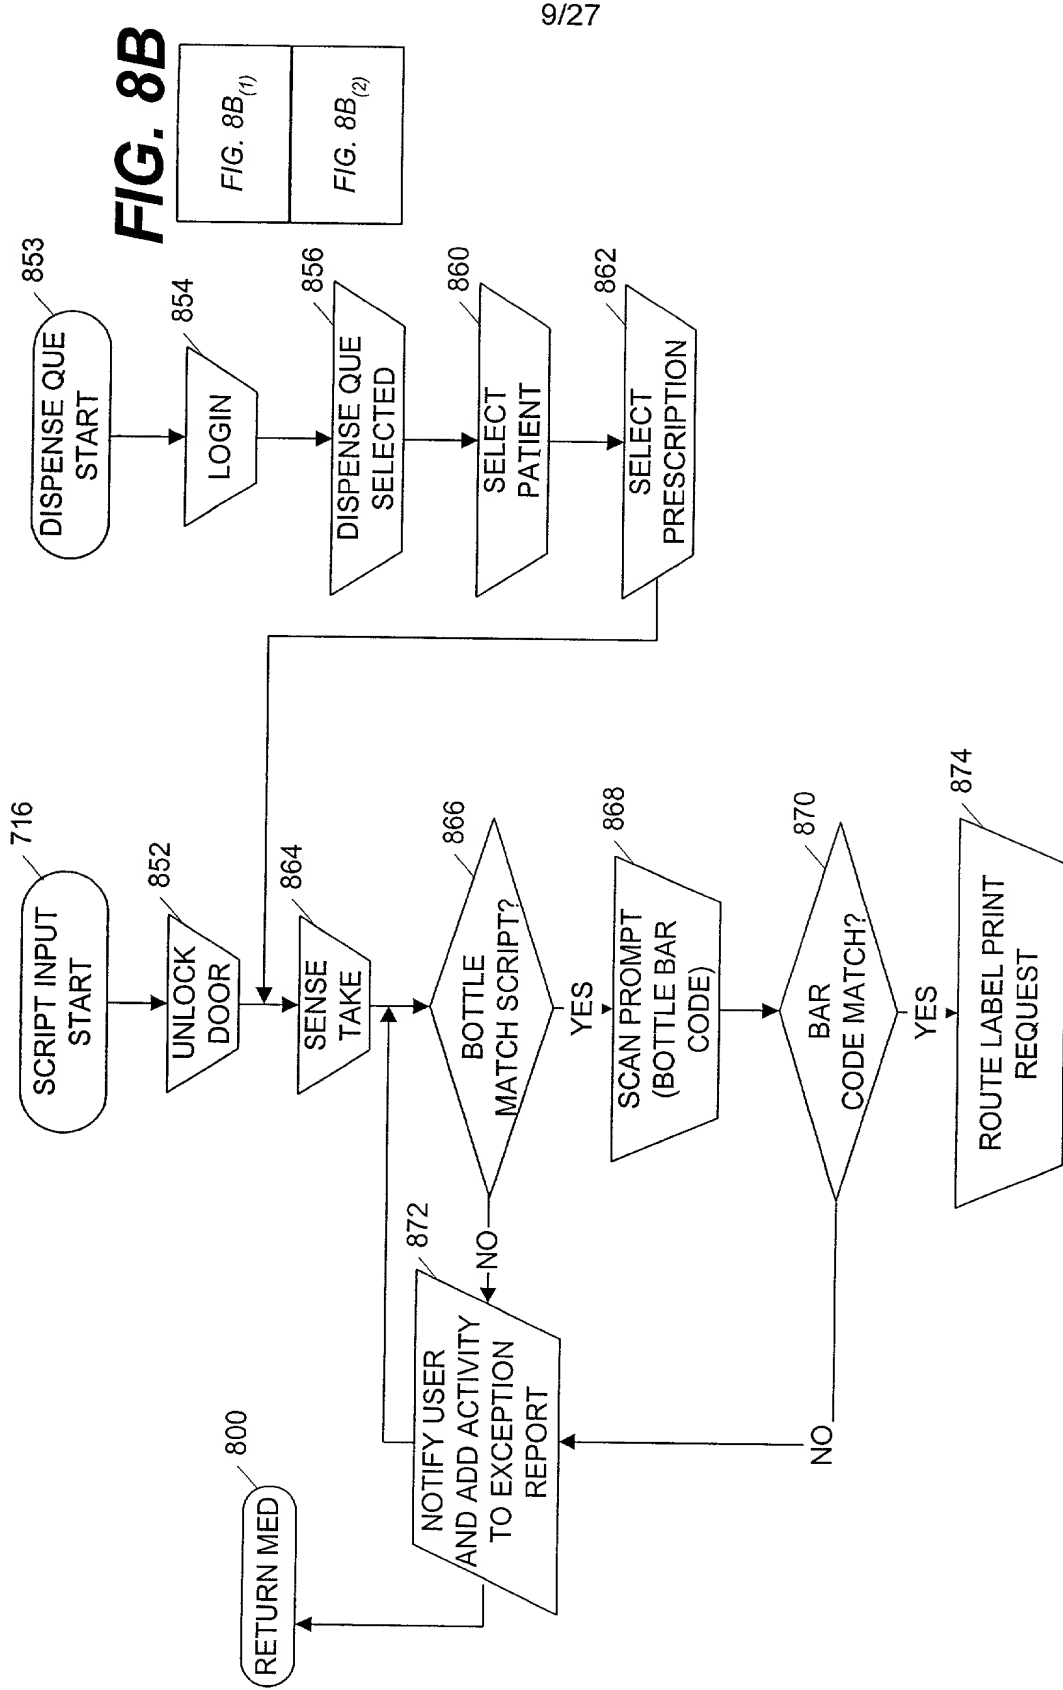 9/27
FIG. 8B
FIG. 8B(1)
FIG. 8B(2)
716
SCRIPT INPUT
START
852
UNLOCK
DOOR
864
SENSE
TAKE
866
BOTTLE
MATCH SCRIPT?
NO
YES
868
SCAN PROMPT
(BOTTLE BAR
CODE)
870
BAR
CODE MATCH?
NO
YES
874
ROUTE LABEL PRINT
REQUEST
872
NOTIFY USER
AND ADD ACTIVITY
TO EXCEPTION
REPORT
800
RETURN MED
853
DISPENSE QUE
START
854
LOGIN
856
DISPENSE QUE
SELECTED
860
SELECT
PATIENT
862
SELECT
PRESCRIPTION